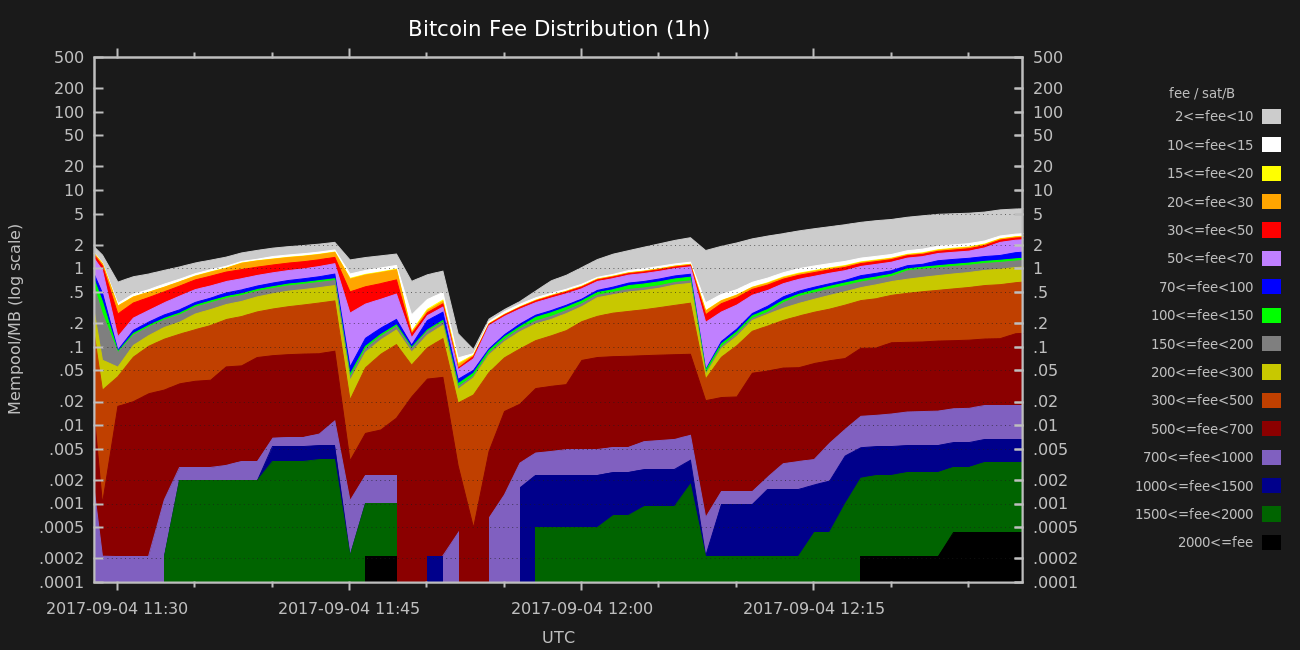 Bitcoin Fee Distribution (1h)
Mempool/MB (log scale)
500
200
100
50
20
10
5
2
1
.5
.2
.1
.05
.02
.01
.005
.002
.001
.0005
.0002
.0001
500
200
100
50
20
10
5
2
1
.5
.2
.1
.05
.02
.01
.005
.002
.001
.0005
.0002
.0001
2017-09-04 11:30
2017-09-04 11:45
2017-09-04 12:00
2017-09-04 12:15
UTC
fee / sat/B
2<=fee<10
10<=fee<15
15<=fee<20
20<=fee<30
30<=fee<50
50<=fee<70
70<=fee<100
100<=fee<150
150<=fee<200
200<=fee<300
300<=fee<500
500<=fee<700
700<=fee<1000
1000<=fee<1500
1500<=fee<2000
2000<=fee